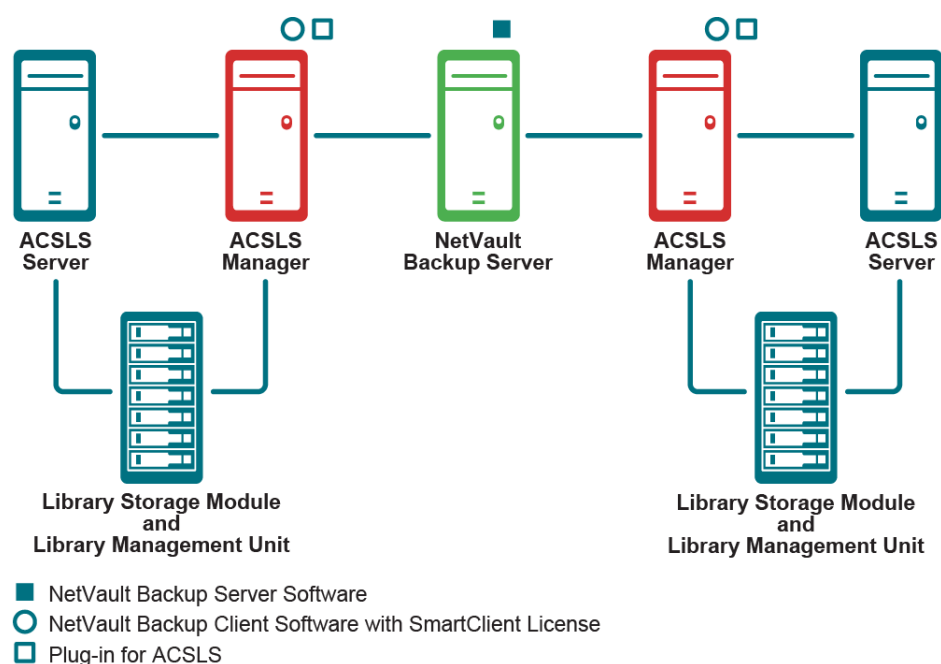 ACSLS
Server
ACSLS
Manager
NetVault
Backup Server
ACSLS
Manager
ACSLS
Server
Library Storage Module
and
Library Management Unit
Library Storage Module
and
Library Management Unit
NetVault Backup Server Software
NetVault Backup Client Software with SmartClient License
Plug-in for ACSLS